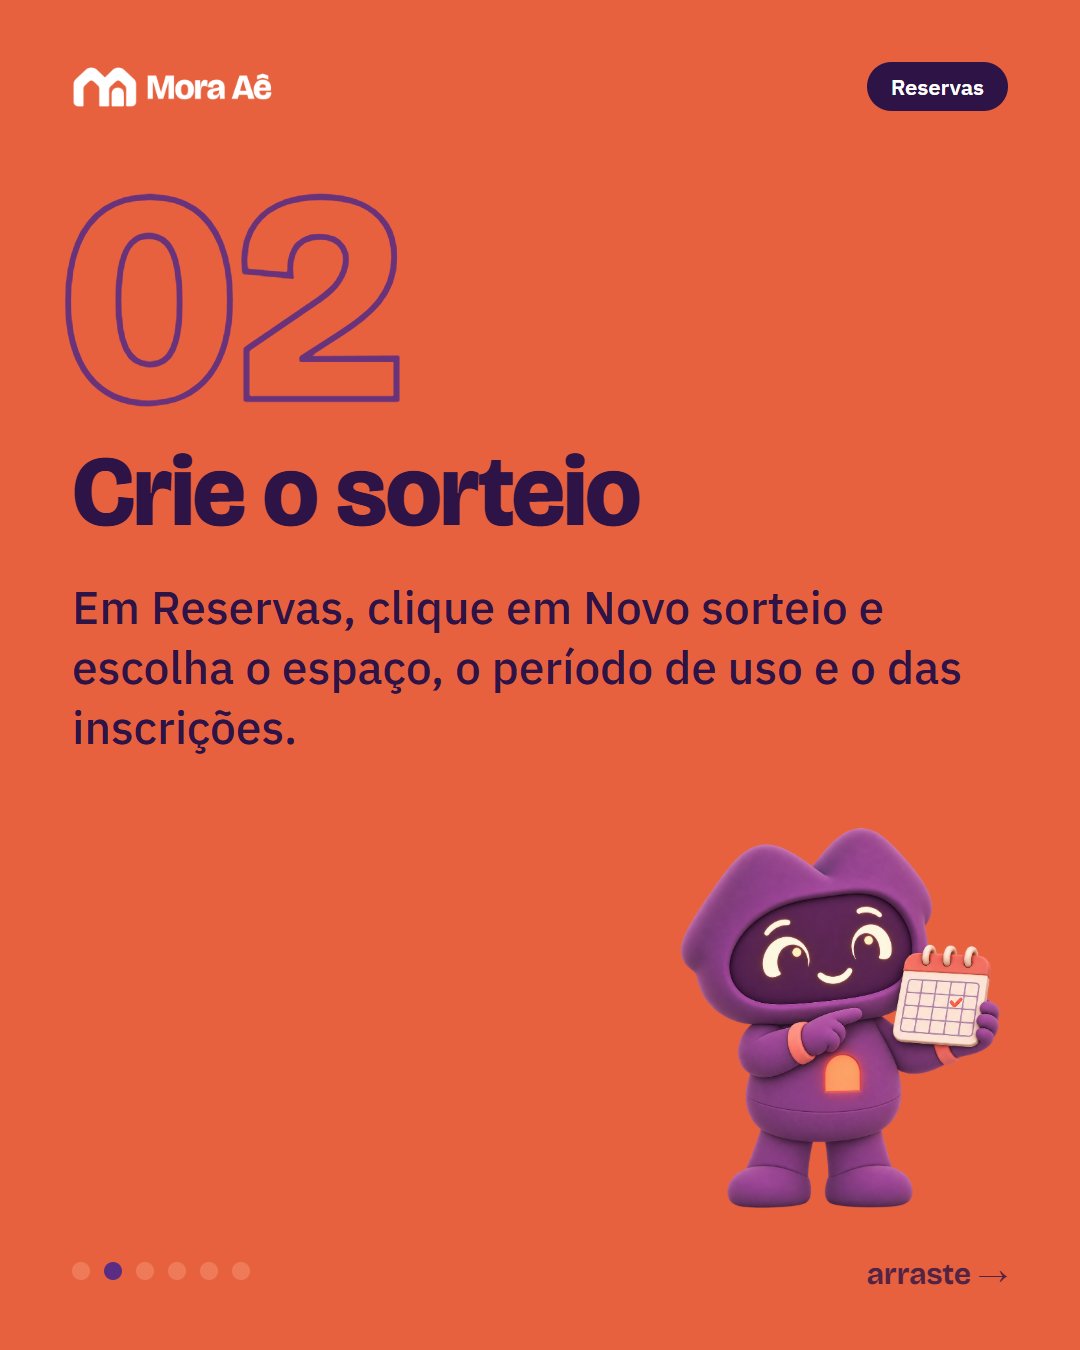 Mora Aê
Reservas
02
Crie o sorteio
Em Reservas, clique em Novo sorteio e
escolha o espaço, o período de uso e o das
inscrições.
arraste →